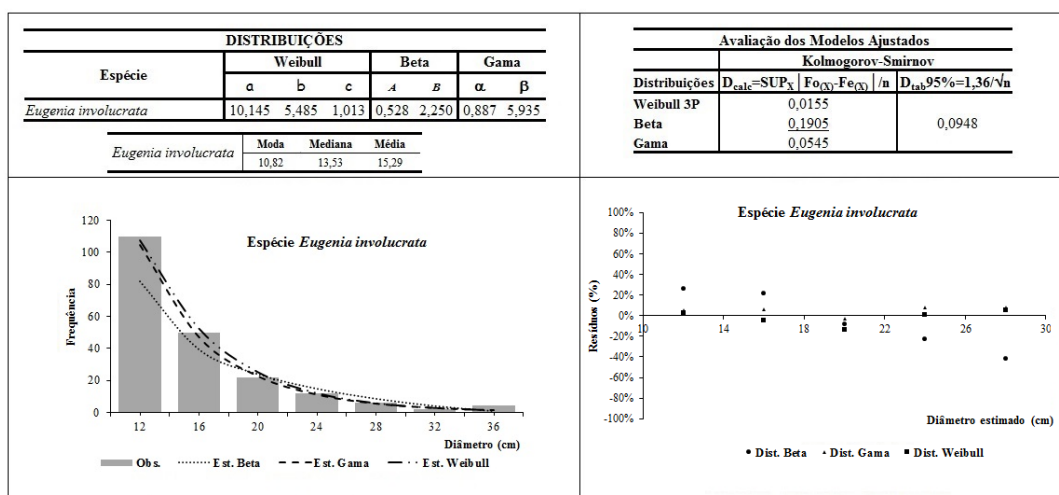 DISTRIBUIÇÕES
Espécie Weibull Beta Gama
a b c A B α β
Eugenia involucrata 10,145 5,485 1,013 0,528 2,250 0,887 5,935
Eugenia involucrata Moda Mediana Média
10,82 13,53 15,29
Avaliação dos Modelos Ajustados
Kolmogorov-Smirnov
Distribuições D calc=SUPX | Fo(X)-Fe(X) | /n D tab 95%=1,36/√n
Weibull 3P 0,0155
Beta 0,1905 0,0948
Gama 0,0545
Espécie Eugenia involucrata
Frequência
120
100
80
60
40
20
0
12 16 20 24 28 32 36
Diâmetro (cm)
Obs. Est. Beta Est. Gama Est. Weibull
Espécie Eugenia involucrata
Resíduos (%)
100%
80%
60%
40%
20%
0%
-20%
-40%
-60%
-80%
-100%
10 14 18 22 26 30
Diâmetro estimado (cm)
Dist. Beta Dist. Gama Dist. Weibull